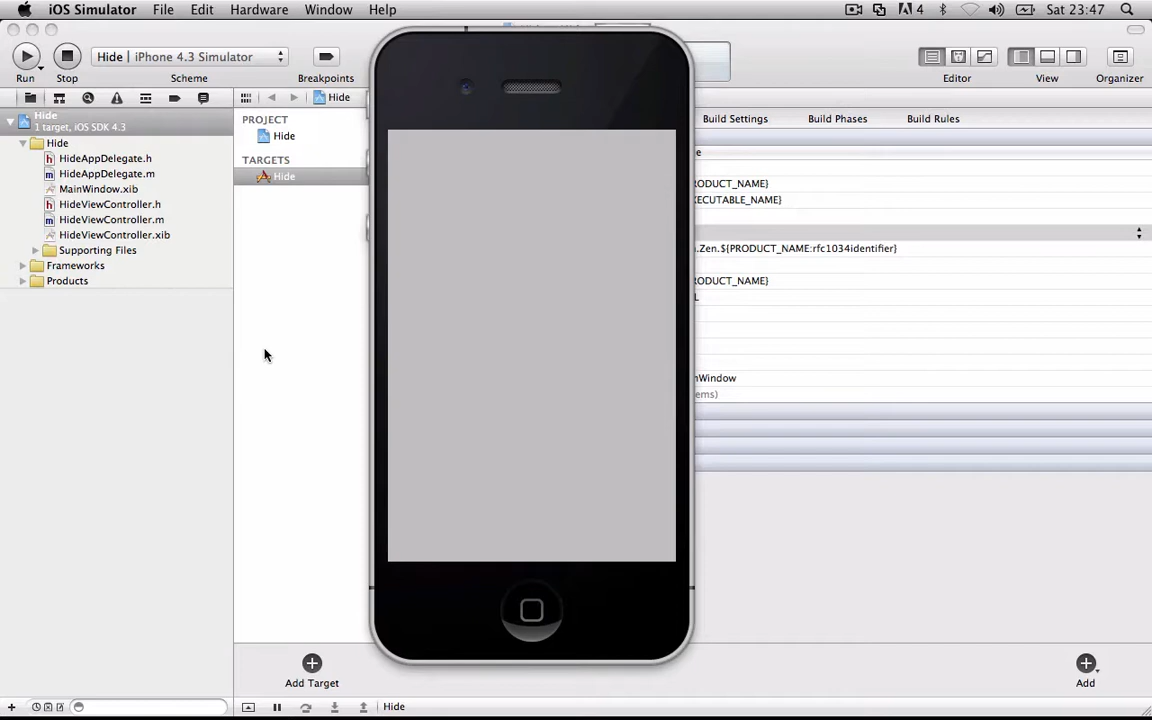 iOS Simulator File Edit Hardware Window Help 4 Sat 23:47
Hide iPhone 4.3 Simulator
Run Stop Scheme Breakpoints Editor View Organizer
Hide
Hide
1 target, iOS SDK 4.3
Hide
HideAppDelegate.h
HideAppDelegate.m
MainWindow.xib
HideViewController.h
HideViewController.m
HideViewController.xib
Supporting Files
Frameworks
Products
PROJECT
Hide
TARGETS
Hide
Build Settings Build Phases Build Rules
RODUCT_NAME}
ECUTABLE_NAME}
.Zen.${PRODUCT_NAME:rfc1034identifier}
RODUCT_NAME}
L
nWindow
ems)
Add Target
Add
Hide